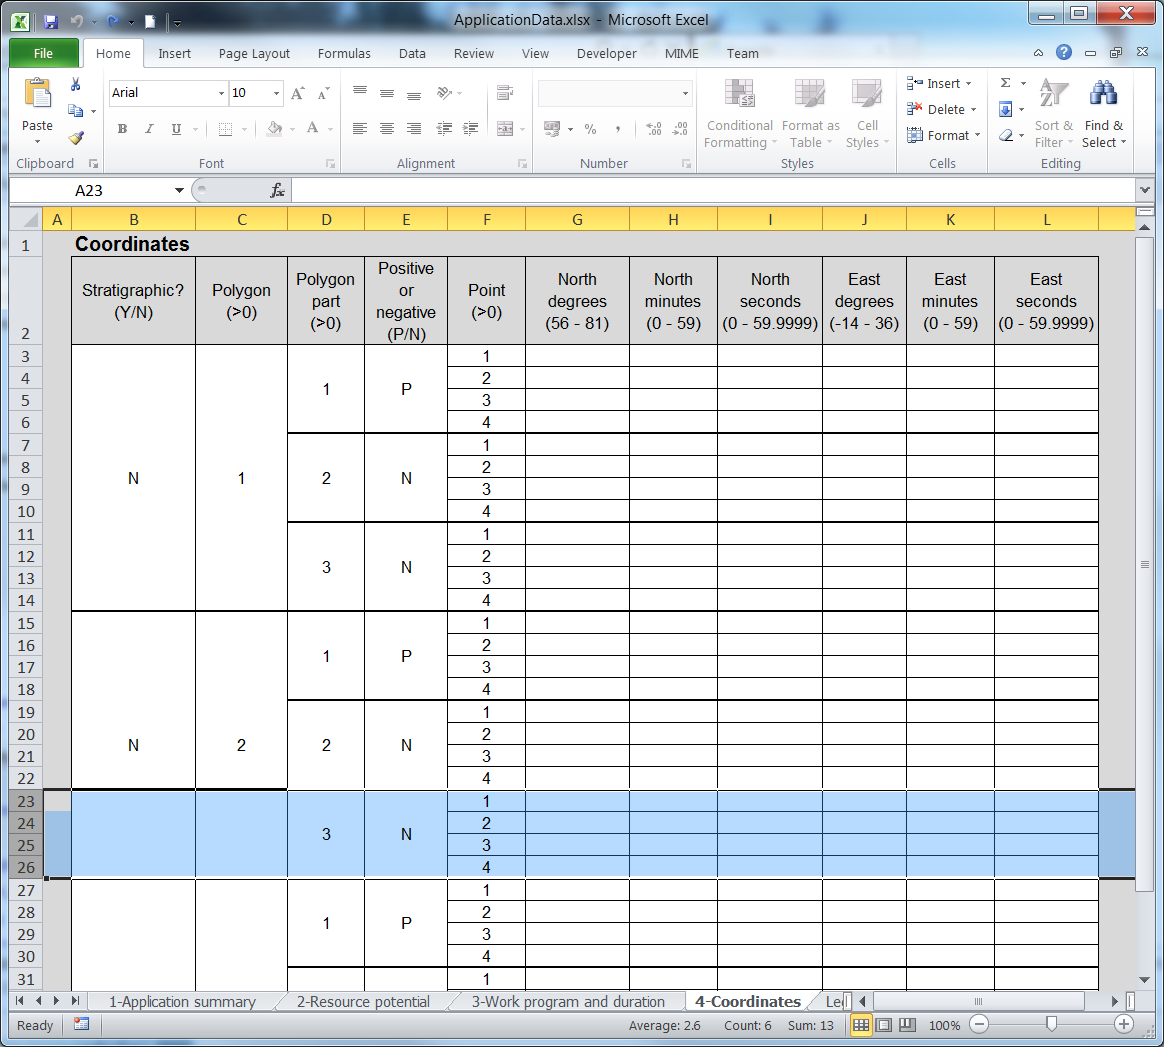 ApplicationData.xlsx - Microsoft Excel
File Home Insert Page Layout Formulas Data Review View Developer MIME Team
Arial 10
Paste
B I U A % , Σ
Conditional Formatting Format as Table Cell Styles
Insert
Delete
Format
Sort & Filter Find & Select
Clipboard Font Alignment Number Styles Cells Editing
A23 fx
A B C D E F G H I J K L
1 Coordinates
2 Stratigraphic? (Y/N) Polygon (>0) Polygon part (>0) Positive or negative (P/N) Point (>0) North degrees (56 - 81) North minutes (0 - 59) North seconds (0 - 59.9999) East degrees (-14 - 36) East minutes (0 - 59) East seconds (0 - 59.9999)
3 1
4 2
1 P
5 3
6 4
7 1
8 2
N 1 2 N
9 3
10 4
11 1
12 2
3 N
13 3
14 4
15 1
16 2
1 P
17 3
18 4
19 1
20 2
N 2 2 N
21 3
22 4
23 1
24 2
3 N
25 3
26 4
27 1
28 2
1 P
29 3
30 4
31 1
1-Application summary 2-Resource potential 3-Work program and duration 4-Coordinates
Ready Average: 2.6 Count: 6 Sum: 13 100%